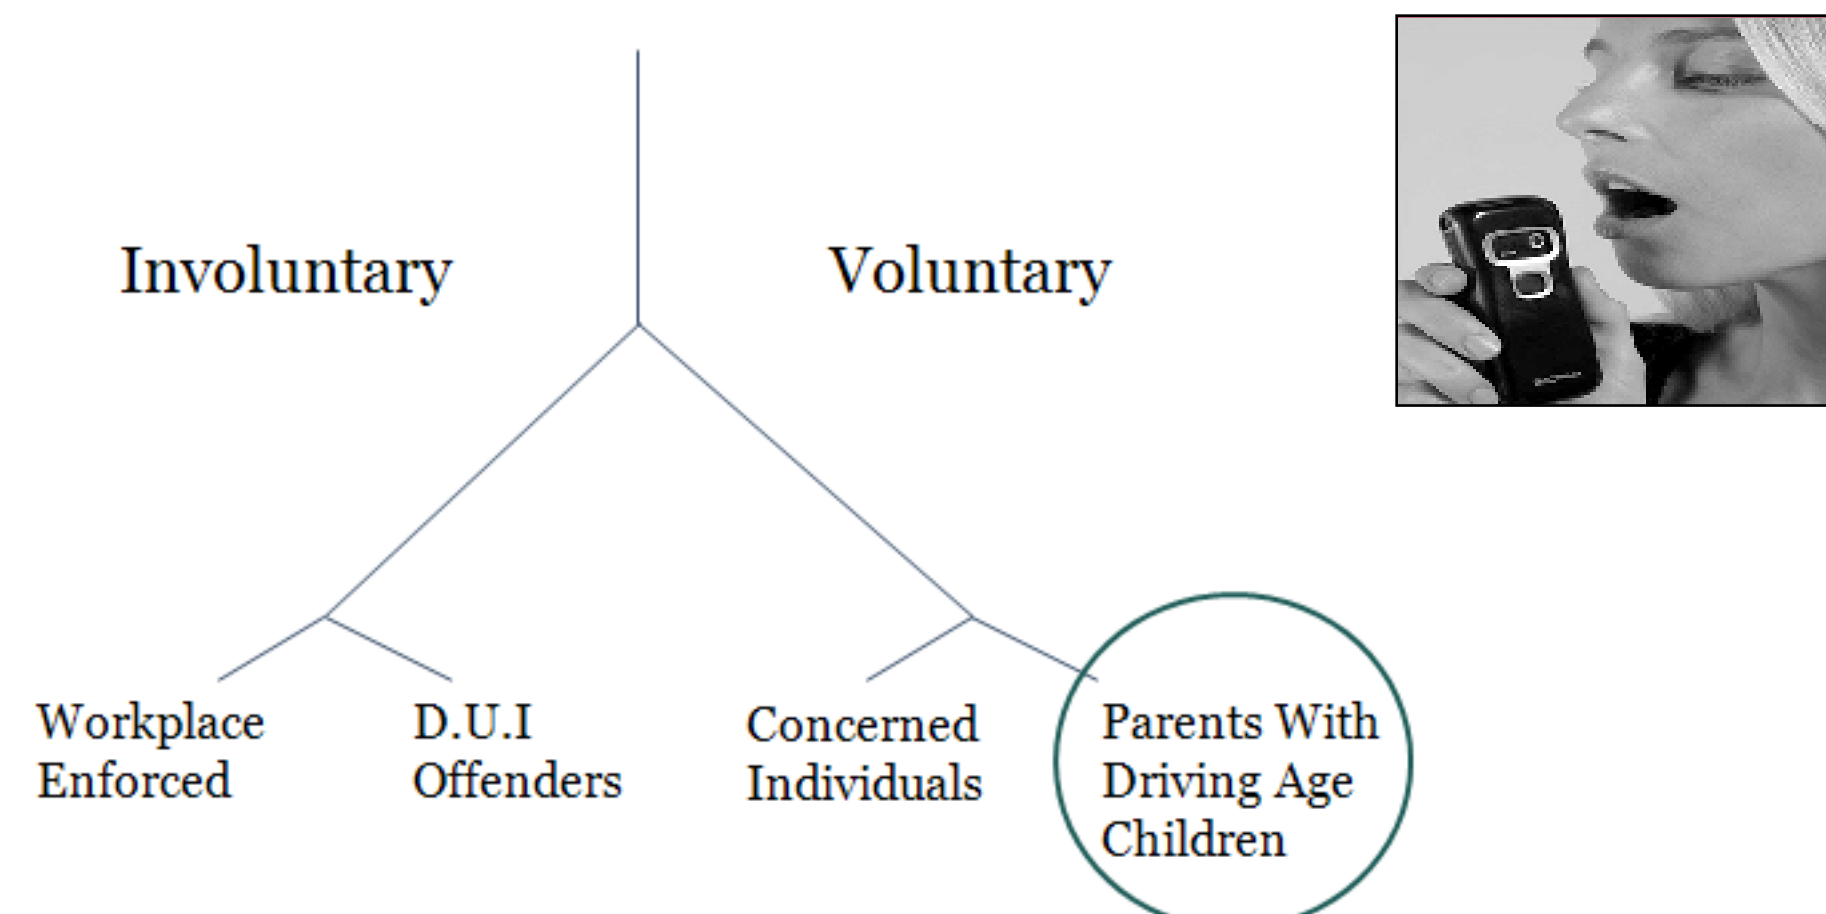 Involuntary
Voluntary
Workplace
Enforced
D.U.I
Offenders
Concerned
Individuals
Parents With
Driving Age
Children